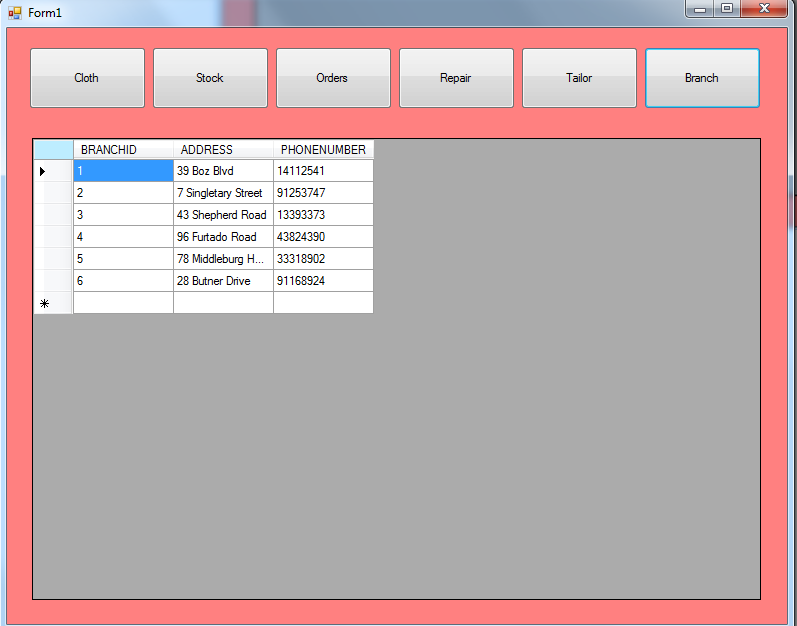 Form1
Cloth Stock Orders Repair Tailor Branch
BRANCHID ADDRESS PHONENUMBER
1 39 Boz Blvd 14112541
2 7 Singletary Street 91253747
3 43 Shepherd Road 13393373
4 96 Furtado Road 43824390
5 78 Middleburg H... 33318902
6 28 Butner Drive 91168924